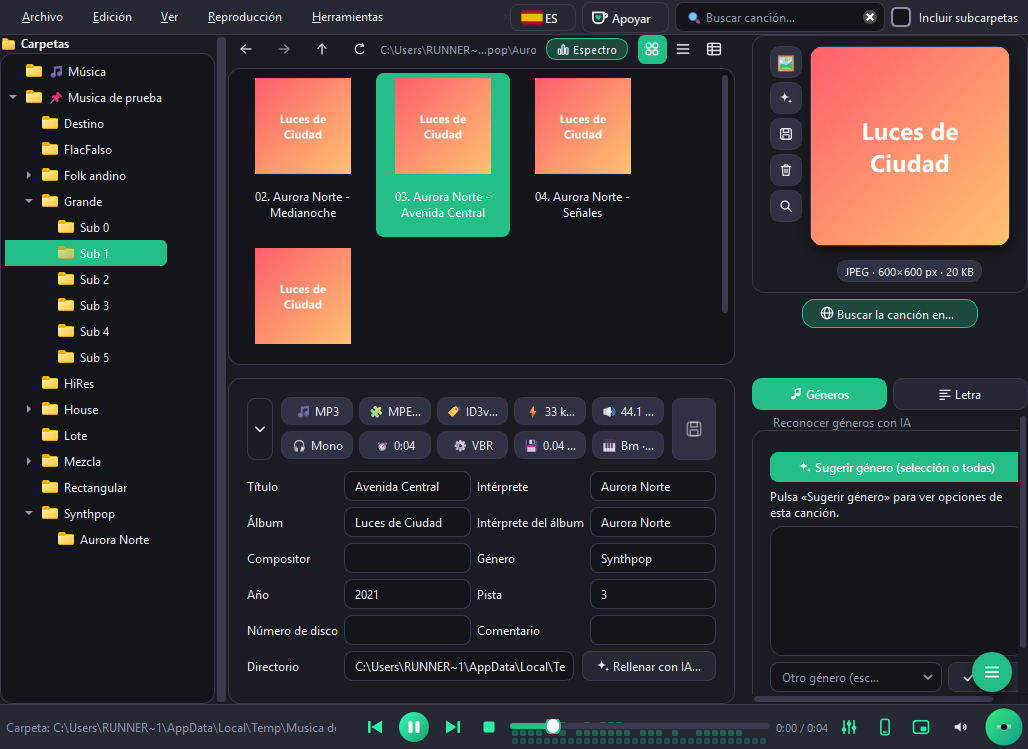 Archivo Edición Ver Reproducción Herramientas ES Apoyar Buscar canción... Incluir subcarpetas
Carpetas
Música
Musica de prueba
Destino
FlacFalso
Folk andino
Grande
Sub 0
Sub 1
Sub 2
Sub 3
Sub 4
Sub 5
HiRes
House
Lote
Mezcla
Rectangular
Synthpop
Aurora Norte
C:\Users\RUNNER~...pop\Auro Espectro
Luces de
Ciudad
02. Aurora Norte -
Medianoche
Luces de
Ciudad
03. Aurora Norte -
Avenida Central
Luces de
Ciudad
04. Aurora Norte -
Señales
Luces de
Ciudad
MP3 MPE... ID3v... 33 k... 44.1 ...
Mono 0:04 VBR 0.04 ... Bm ·...
Título Avenida Central Intérprete Aurora Norte
Álbum Luces de Ciudad Intérprete del álbum Aurora Norte
Compositor Género Synthpop
Año 2021 Pista 3
Número de disco Comentario
Directorio C:\Users\RUNNER~1\AppData\Local\Te Rellenar con IA...
Luces de
Ciudad
JPEG · 600×600 px · 20 KB
Buscar la canción en...
Géneros Letra
Reconocer géneros con IA
Sugerir género (selección o todas)
Pulsa «Sugerir género» para ver opciones de
esta canción.
Otro género (esc...
Carpeta: C:\Users\RUNNER~1\AppData\Local\Temp\Musica de
0:00 / 0:04